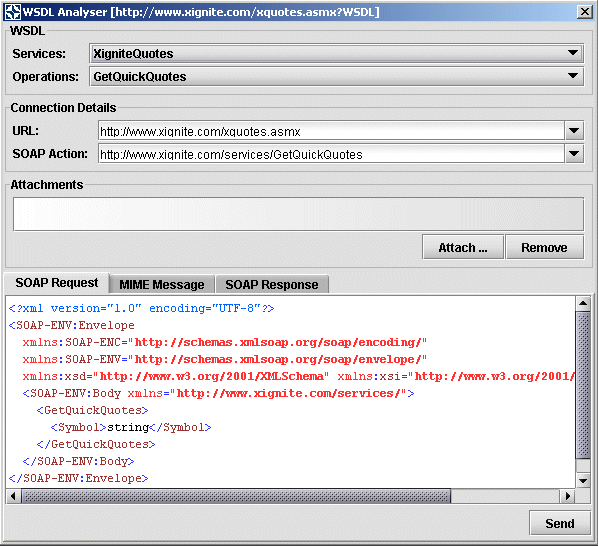 WSDL Analyser [http://www.xignite.com/xquotes.asmx?WSDL]
WSDL
Services: XigniteQuotes
Operations: GetQuickQuotes
Connection Details
URL: http://www.xignite.com/xquotes.asmx
SOAP Action: http://www.xignite.com/services/GetQuickQuotes
Attachments
Attach ... Remove
SOAP Request MIME Message SOAP Response
<?xml version="1.0" encoding="UTF-8"?>
<SOAP-ENV:Envelope
xmlns:SOAP-ENC="http://schemas.xmlsoap.org/soap/encoding/"
xmlns:SOAP-ENV="http://schemas.xmlsoap.org/soap/envelope/"
xmlns:xsd="http://www.w3.org/2001/XMLSchema" xmlns:xsi="http://www.w3.org/2001/
<SOAP-ENV:Body xmlns="http://www.xignite.com/services/">
<GetQuickQuotes>
<Symbol>string</Symbol>
</GetQuickQuotes>
</SOAP-ENV:Body>
</SOAP-ENV:Envelope>
Send